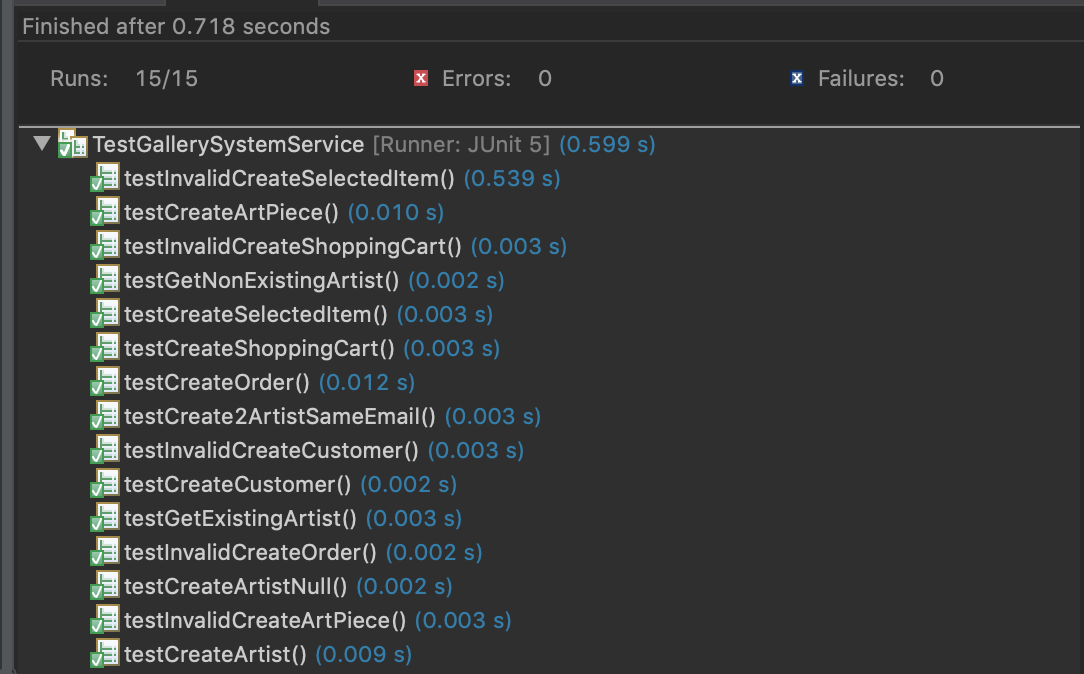 Finished after 0.718 seconds
Runs: 15/15 Errors: 0 Failures: 0
TestGallerySystemService [Runner: JUnit 5] (0.599 s)
testInvalidCreateSelectedItem() (0.539 s)
testCreateArtPiece() (0.010 s)
testInvalidCreateShoppingCart() (0.003 s)
testGetNonExistingArtist() (0.002 s)
testCreateSelectedItem() (0.003 s)
testCreateShoppingCart() (0.003 s)
testCreateOrder() (0.012 s)
testCreate2ArtistSameEmail() (0.003 s)
testInvalidCreateCustomer() (0.003 s)
testCreateCustomer() (0.002 s)
testGetExistingArtist() (0.003 s)
testInvalidCreateOrder() (0.002 s)
testCreateArtistNull() (0.002 s)
testInvalidCreateArtPiece() (0.003 s)
testCreateArtist() (0.009 s)